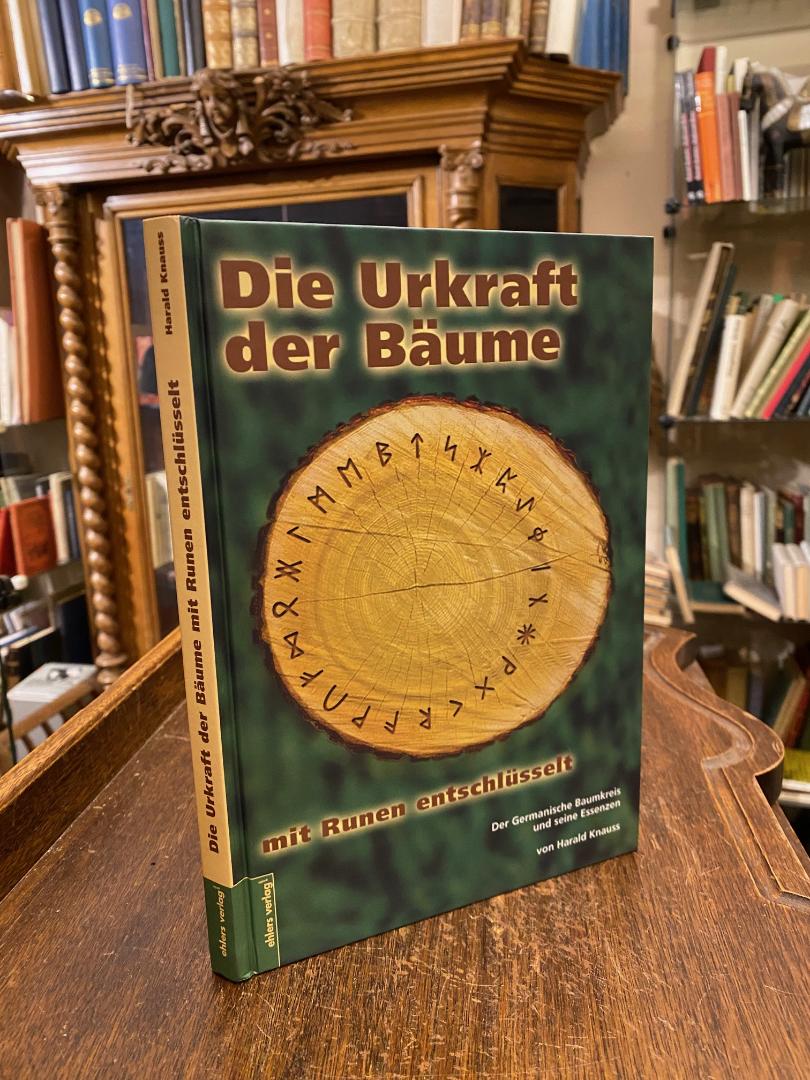 Die Urkraft
der Bäume
mit Runen entschlüsselt
Der Germanische Baumkreis
und seine Essenzen
von Harald Knauss
ehlers verlag!
Harald Knauss
Die Urkraft der Bäume mit Runen entschlüsselt
ehlers verlag!